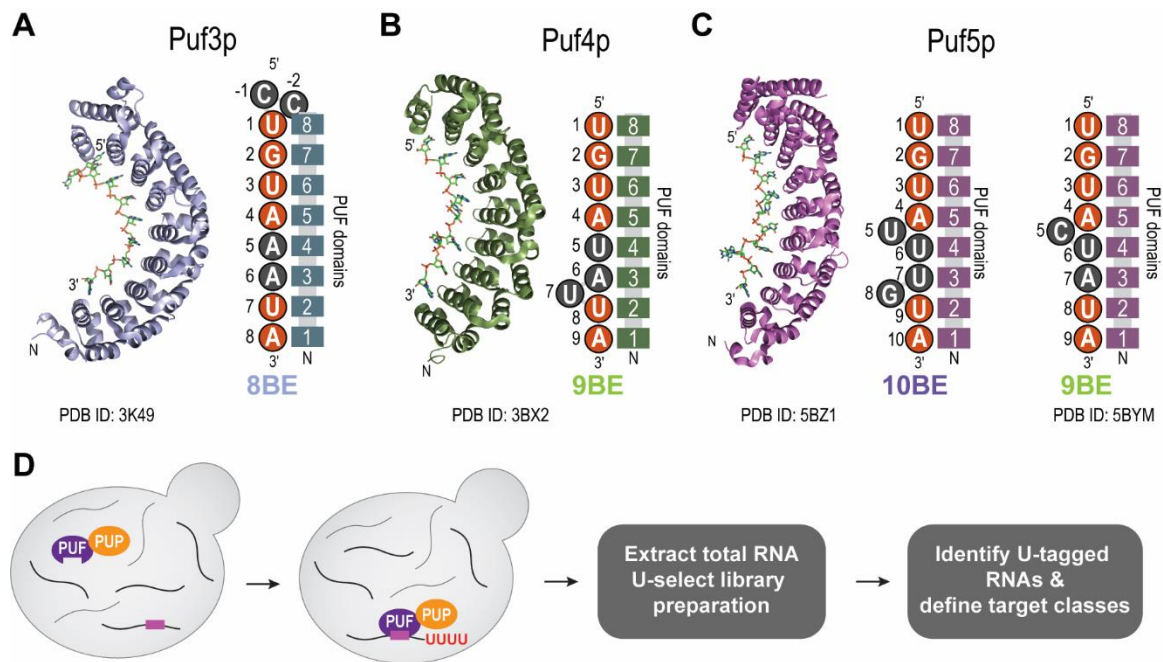 A
Puf3p
5'
-1
C
-2
C
1 U 8
2 G 7
3 U 6
4 A 5
5 A 4
6 A 3
7 U 2
8 A 1
3'
N
PUF domains
8BE
5'
3'
N
PDB ID: 3K49
B
Puf4p
5'
1 U 8
2 G 7
3 U 6
4 A 5
5 U 4
6 A 3
7 U
8 U 2
9 A 1
3'
N
PUF domains
9BE
5'
3'
N
PDB ID: 3BX2
C
Puf5p
5'
1 U 8
2 G 7
3 U 6
4 A 5
5 U
6 U 4
7 U 3
8 G
9 U 2
10 A 1
3'
N
PUF domains
10BE
5'
3'
N
PDB ID: 5BZ1
5'
1 U 8
2 G 7
3 U 6
4 A 5
5 C
6 U 4
7 A 3
8 U 2
9 A 1
3'
N
PUF domains
9BE
PDB ID: 5BYM
D
PUF PUP
PUF PUP
UUUU
Extract total RNA
U-select library
preparation
Identify U-tagged
RNAs &
define target classes